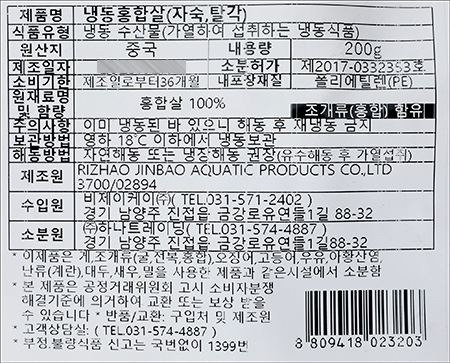 제품명 냉동홍합살(자숙,탈각)
식품유형 냉동 수산물(가열하여 섭취하는 냉동식품)
원산지 중국 내용량 200g
제조일자 소분허가 제2017-0332353호
소비기한 제조일로부터36개월 내포장재질 폴리에틸렌(PE)
원재료명 및 함량 홍합살 100% 조개류(홍합) 함유
주의사항 이미 냉동된 바 있으니 해동 후 재냉동 금지
보관방법 영하 18℃ 이하에서 냉동보관
해동방법 자연해동 또는 냉장해동 권장(유수해동 후 가열섭취)
제조원 RIZHAO JINBAO AQUATIC PRODUCTS CO.,LTD
3700/02894
수입원 비제이케이㈜( TEL.031-571-2402 )
경기 남양주 진접읍 금강로유연들1길 88-32
소분원 ㈜하나트레이딩( TEL.031-574-4887 )
경기 남양주 진접읍 금강로유연들1길 88-32
* 이제품은 게,조개류(굴,전복,홍합),오징어,고등어,우유,아황산염,
난류(계란),대두,새우,밀을 사용한 제품과 같은시설에서 소분함
* 본 제품은 공정거래위원회 고시 소비자분쟁
해결기준에 의거하여 교환 또는 보상 받을
수 있습니다 * 반품/교환: 구입처 및 제조원
* 고객상담실: ( TEL.031-574-4887 )
* 부정.불량식품 신고는 국번없이 1399번
8 809418 023203